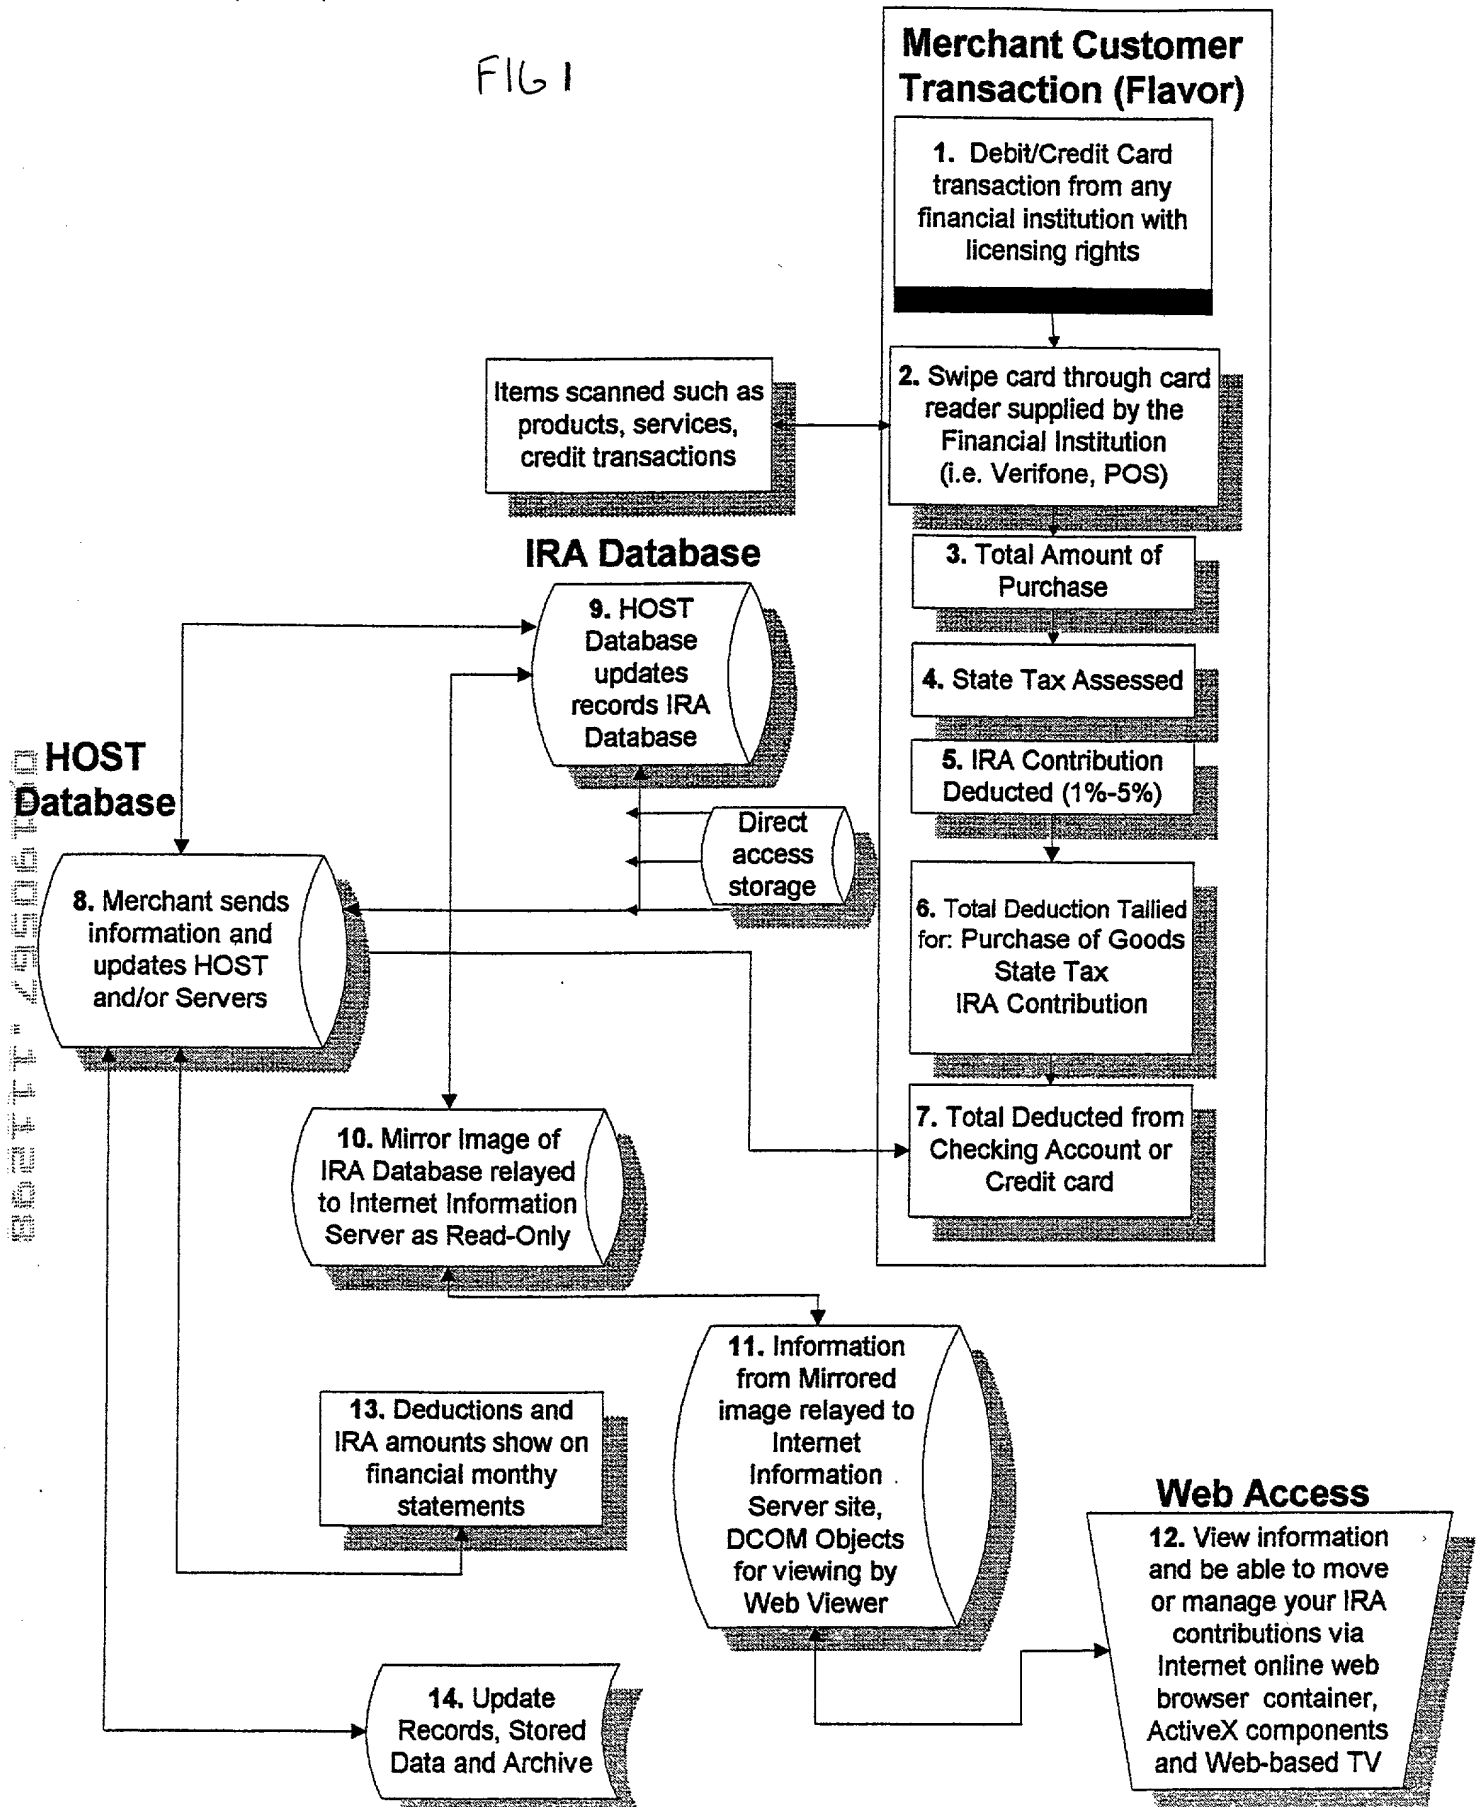 FIG 1
Merchant Customer
Transaction (Flavor)
1. Debit/Credit Card
transaction from any
financial institution with
licensing rights
Items scanned such as
products, services,
credit transactions
2. Swipe card through card
reader supplied by the
Financial Institution
(i.e. Verifone, POS)
3. Total Amount of
Purchase
4. State Tax Assessed
5. IRA Contribution
Deducted (1%-5%)
6. Total Deduction Tallied
for: Purchase of Goods
State Tax
IRA Contribution
7. Total Deducted from
Checking Account or
Credit card
IRA Database
9. HOST
Database
updates
records IRA
Database
Direct
access
storage
HOST
Database
8. Merchant sends
information and
updates HOST
and/or Servers
10. Mirror Image of
IRA Database relayed
to Internet Information
Server as Read-Only
11. Information
from Mirrored
image relayed to
Internet
Information
Server site,
DCOM Objects
for viewing by
Web Viewer
13. Deductions and
IRA amounts show on
financial monthy
statements
Web Access
12. View information
and be able to move
or manage your IRA
contributions via
Internet online web
browser container,
ActiveX components
and Web-based TV
14. Update
Records, Stored
Data and Archive